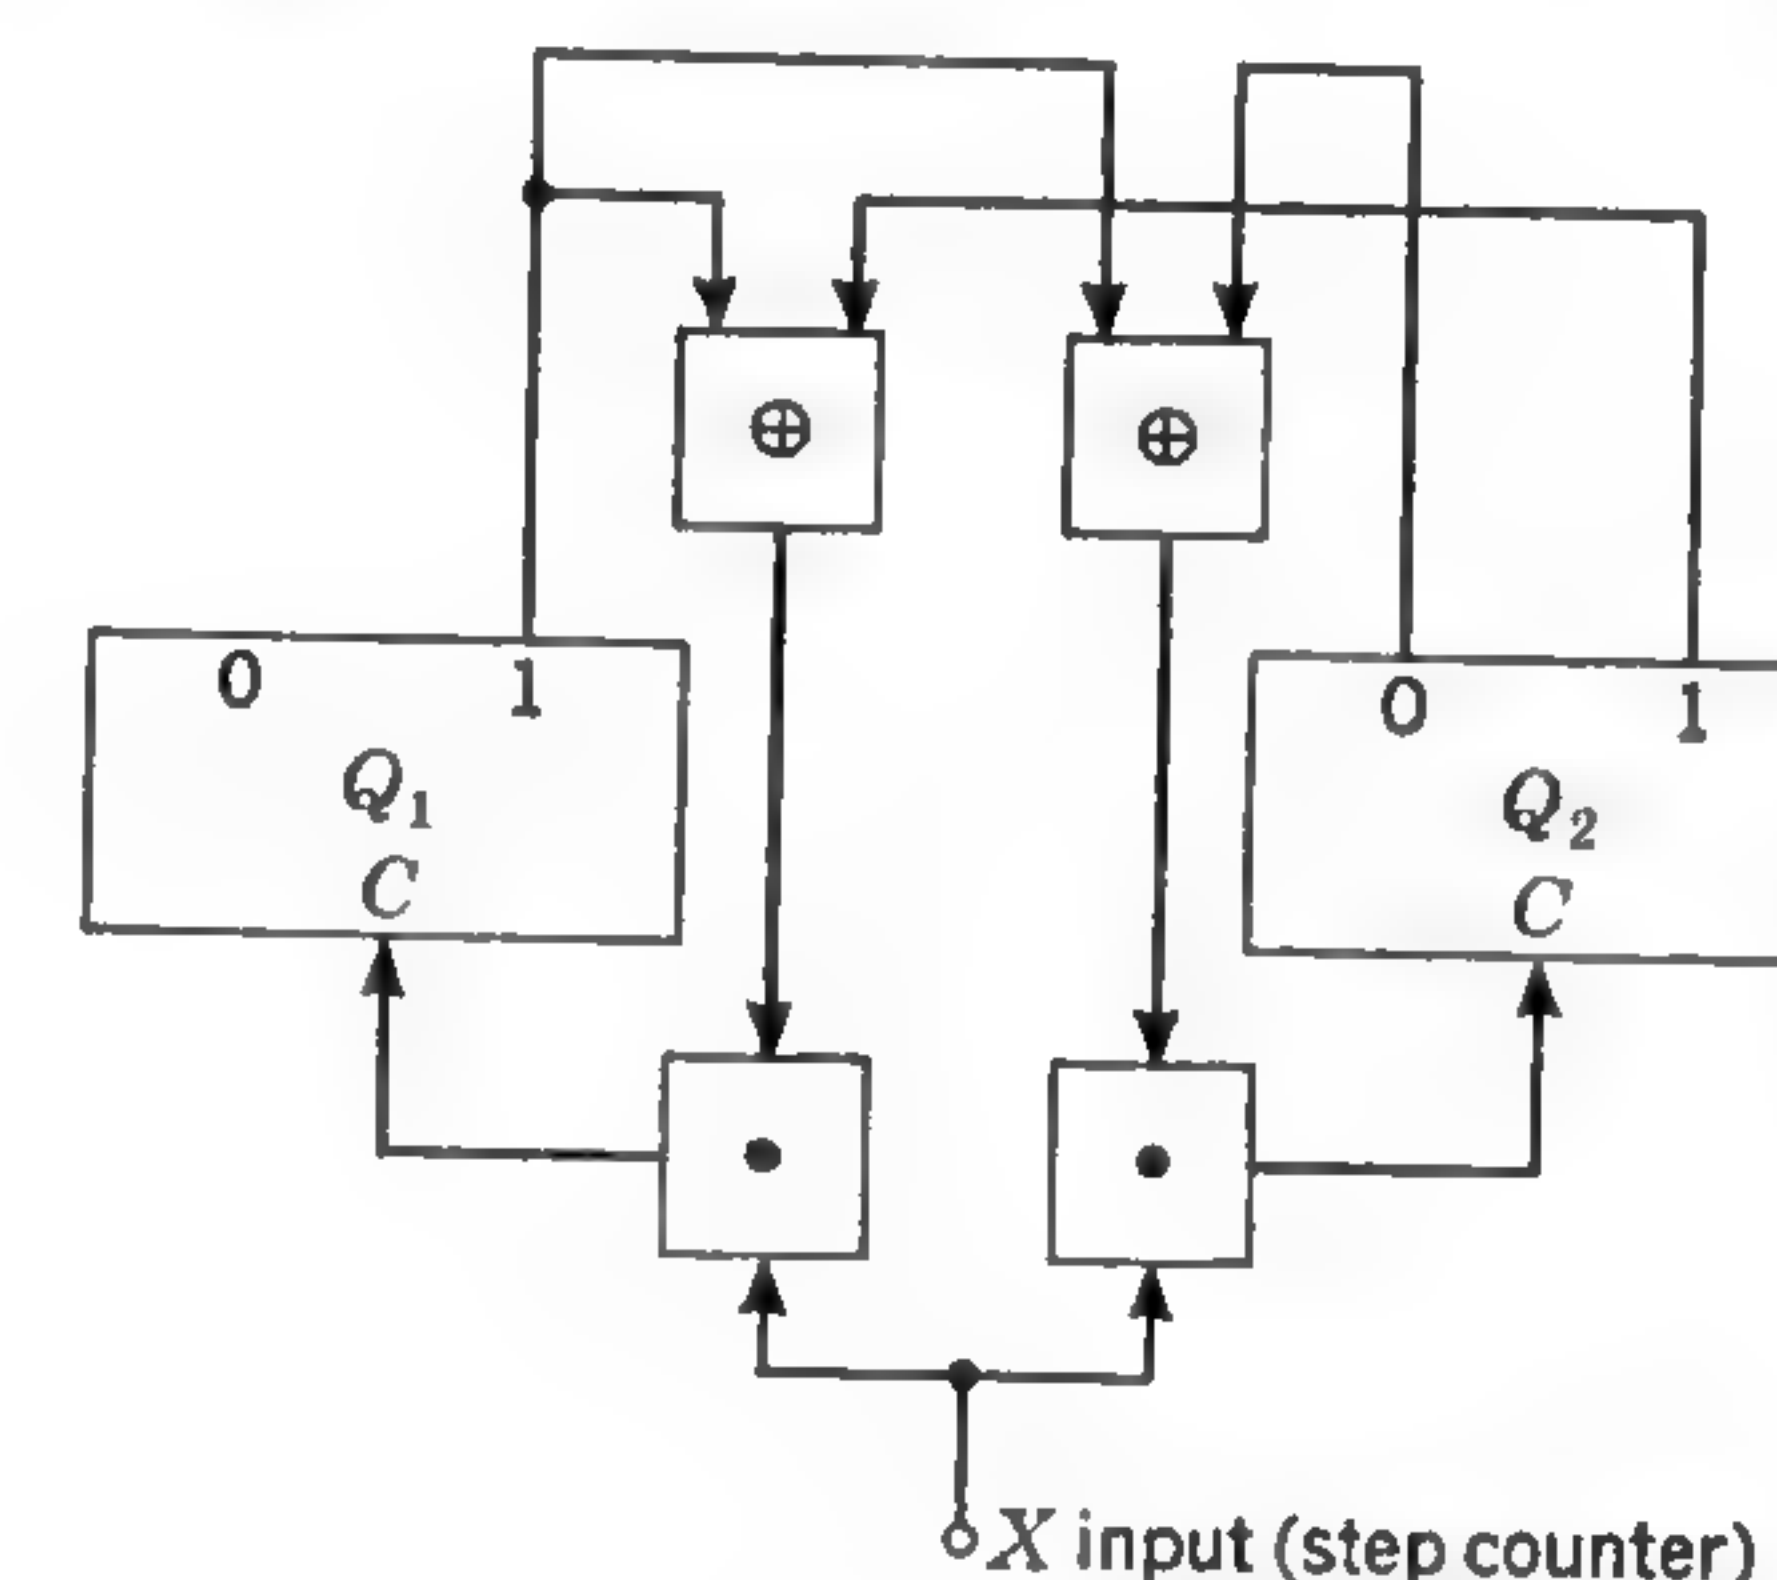 ⊕ ⊕
0 1
0 1
Q₁
Q₂
C
C
X input (step counter)